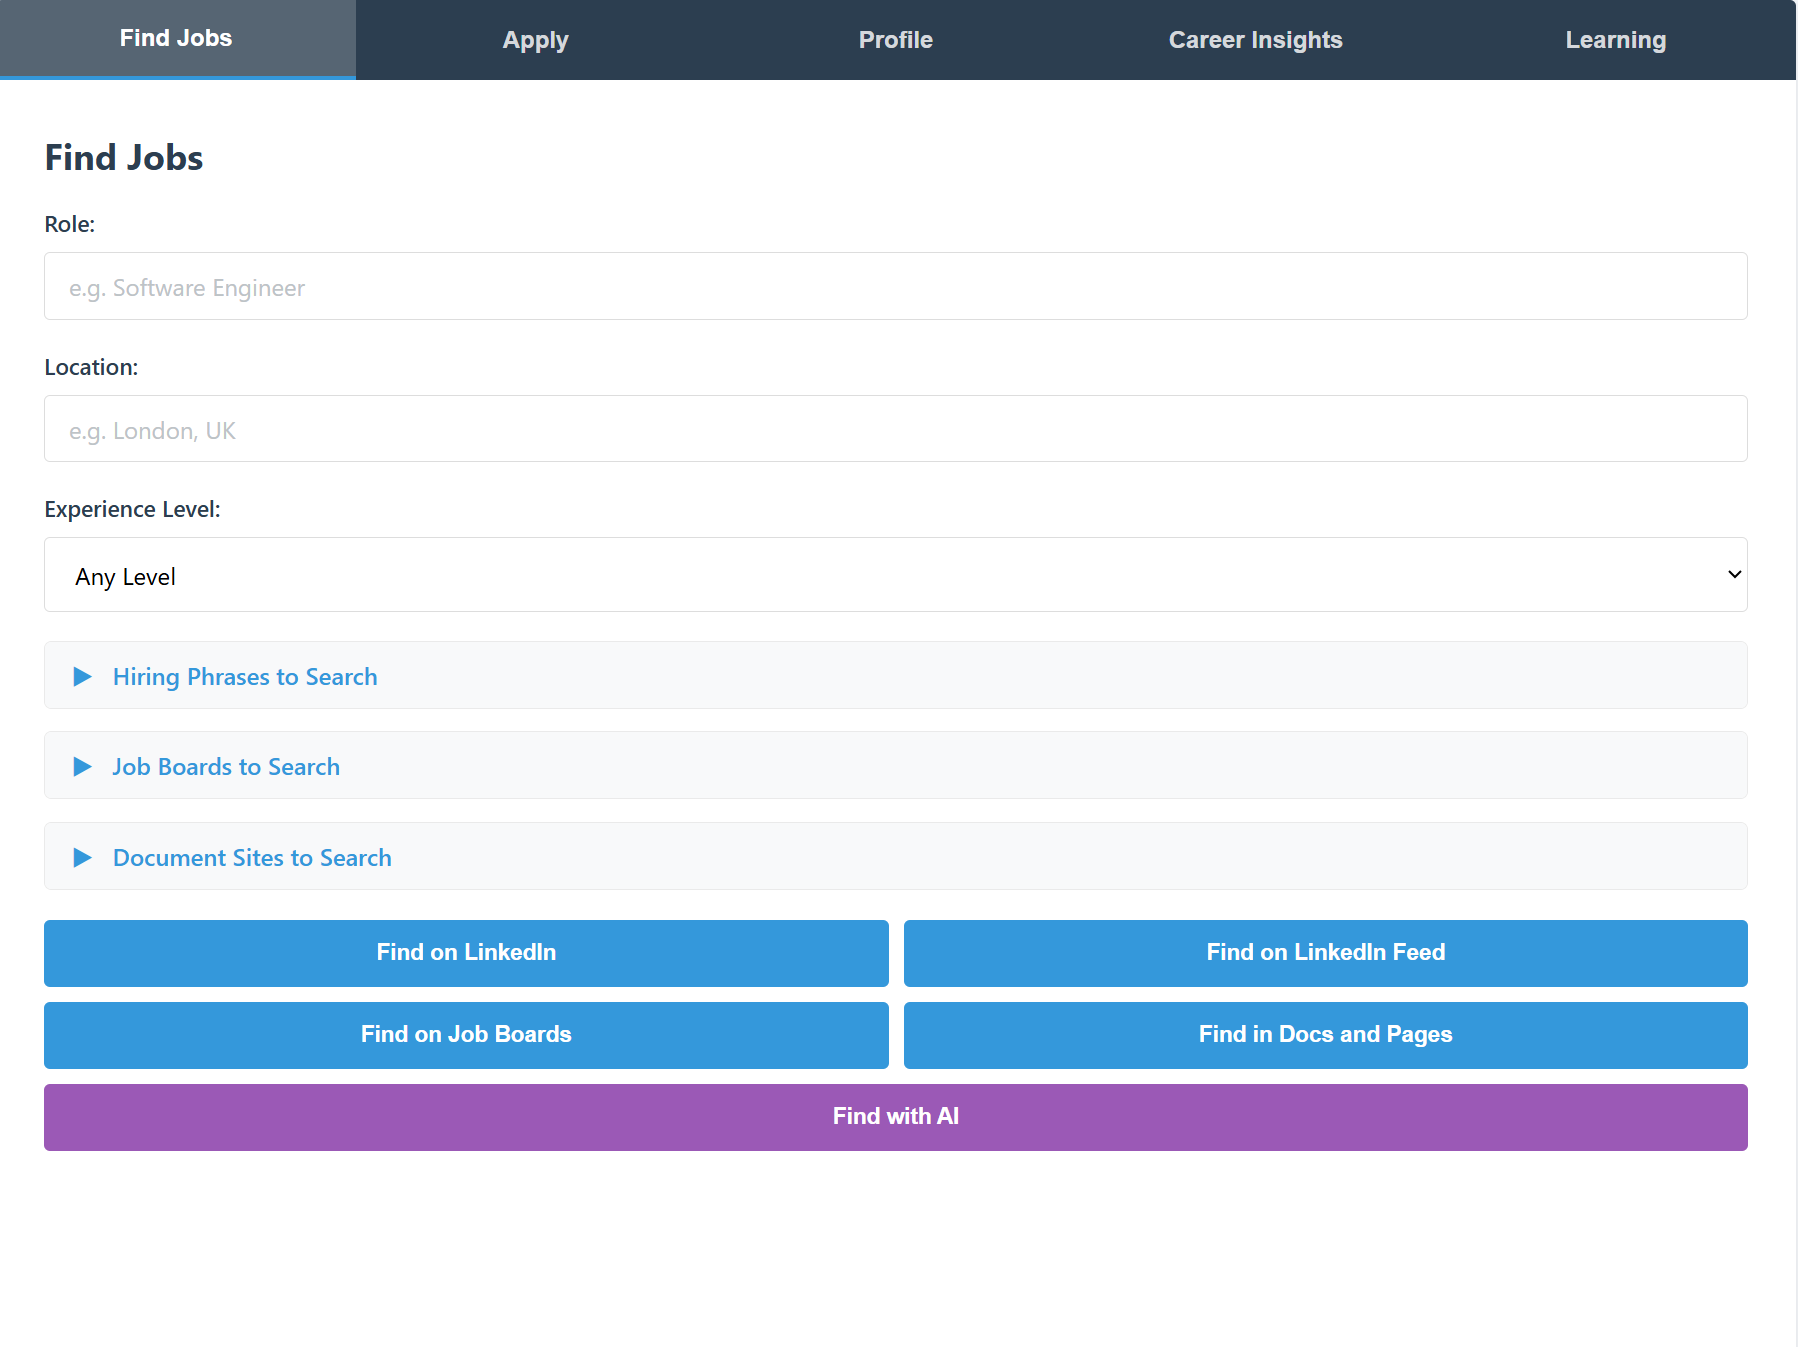 Find Jobs
Apply
Profile
Career Insights
Learning
Find Jobs
Role:
e.g. Software Engineer
Location:
e.g. London, UK
Experience Level:
Any Level
Hiring Phrases to Search
Job Boards to Search
Document Sites to Search
Find on LinkedIn
Find on LinkedIn Feed
Find on Job Boards
Find in Docs and Pages
Find with AI